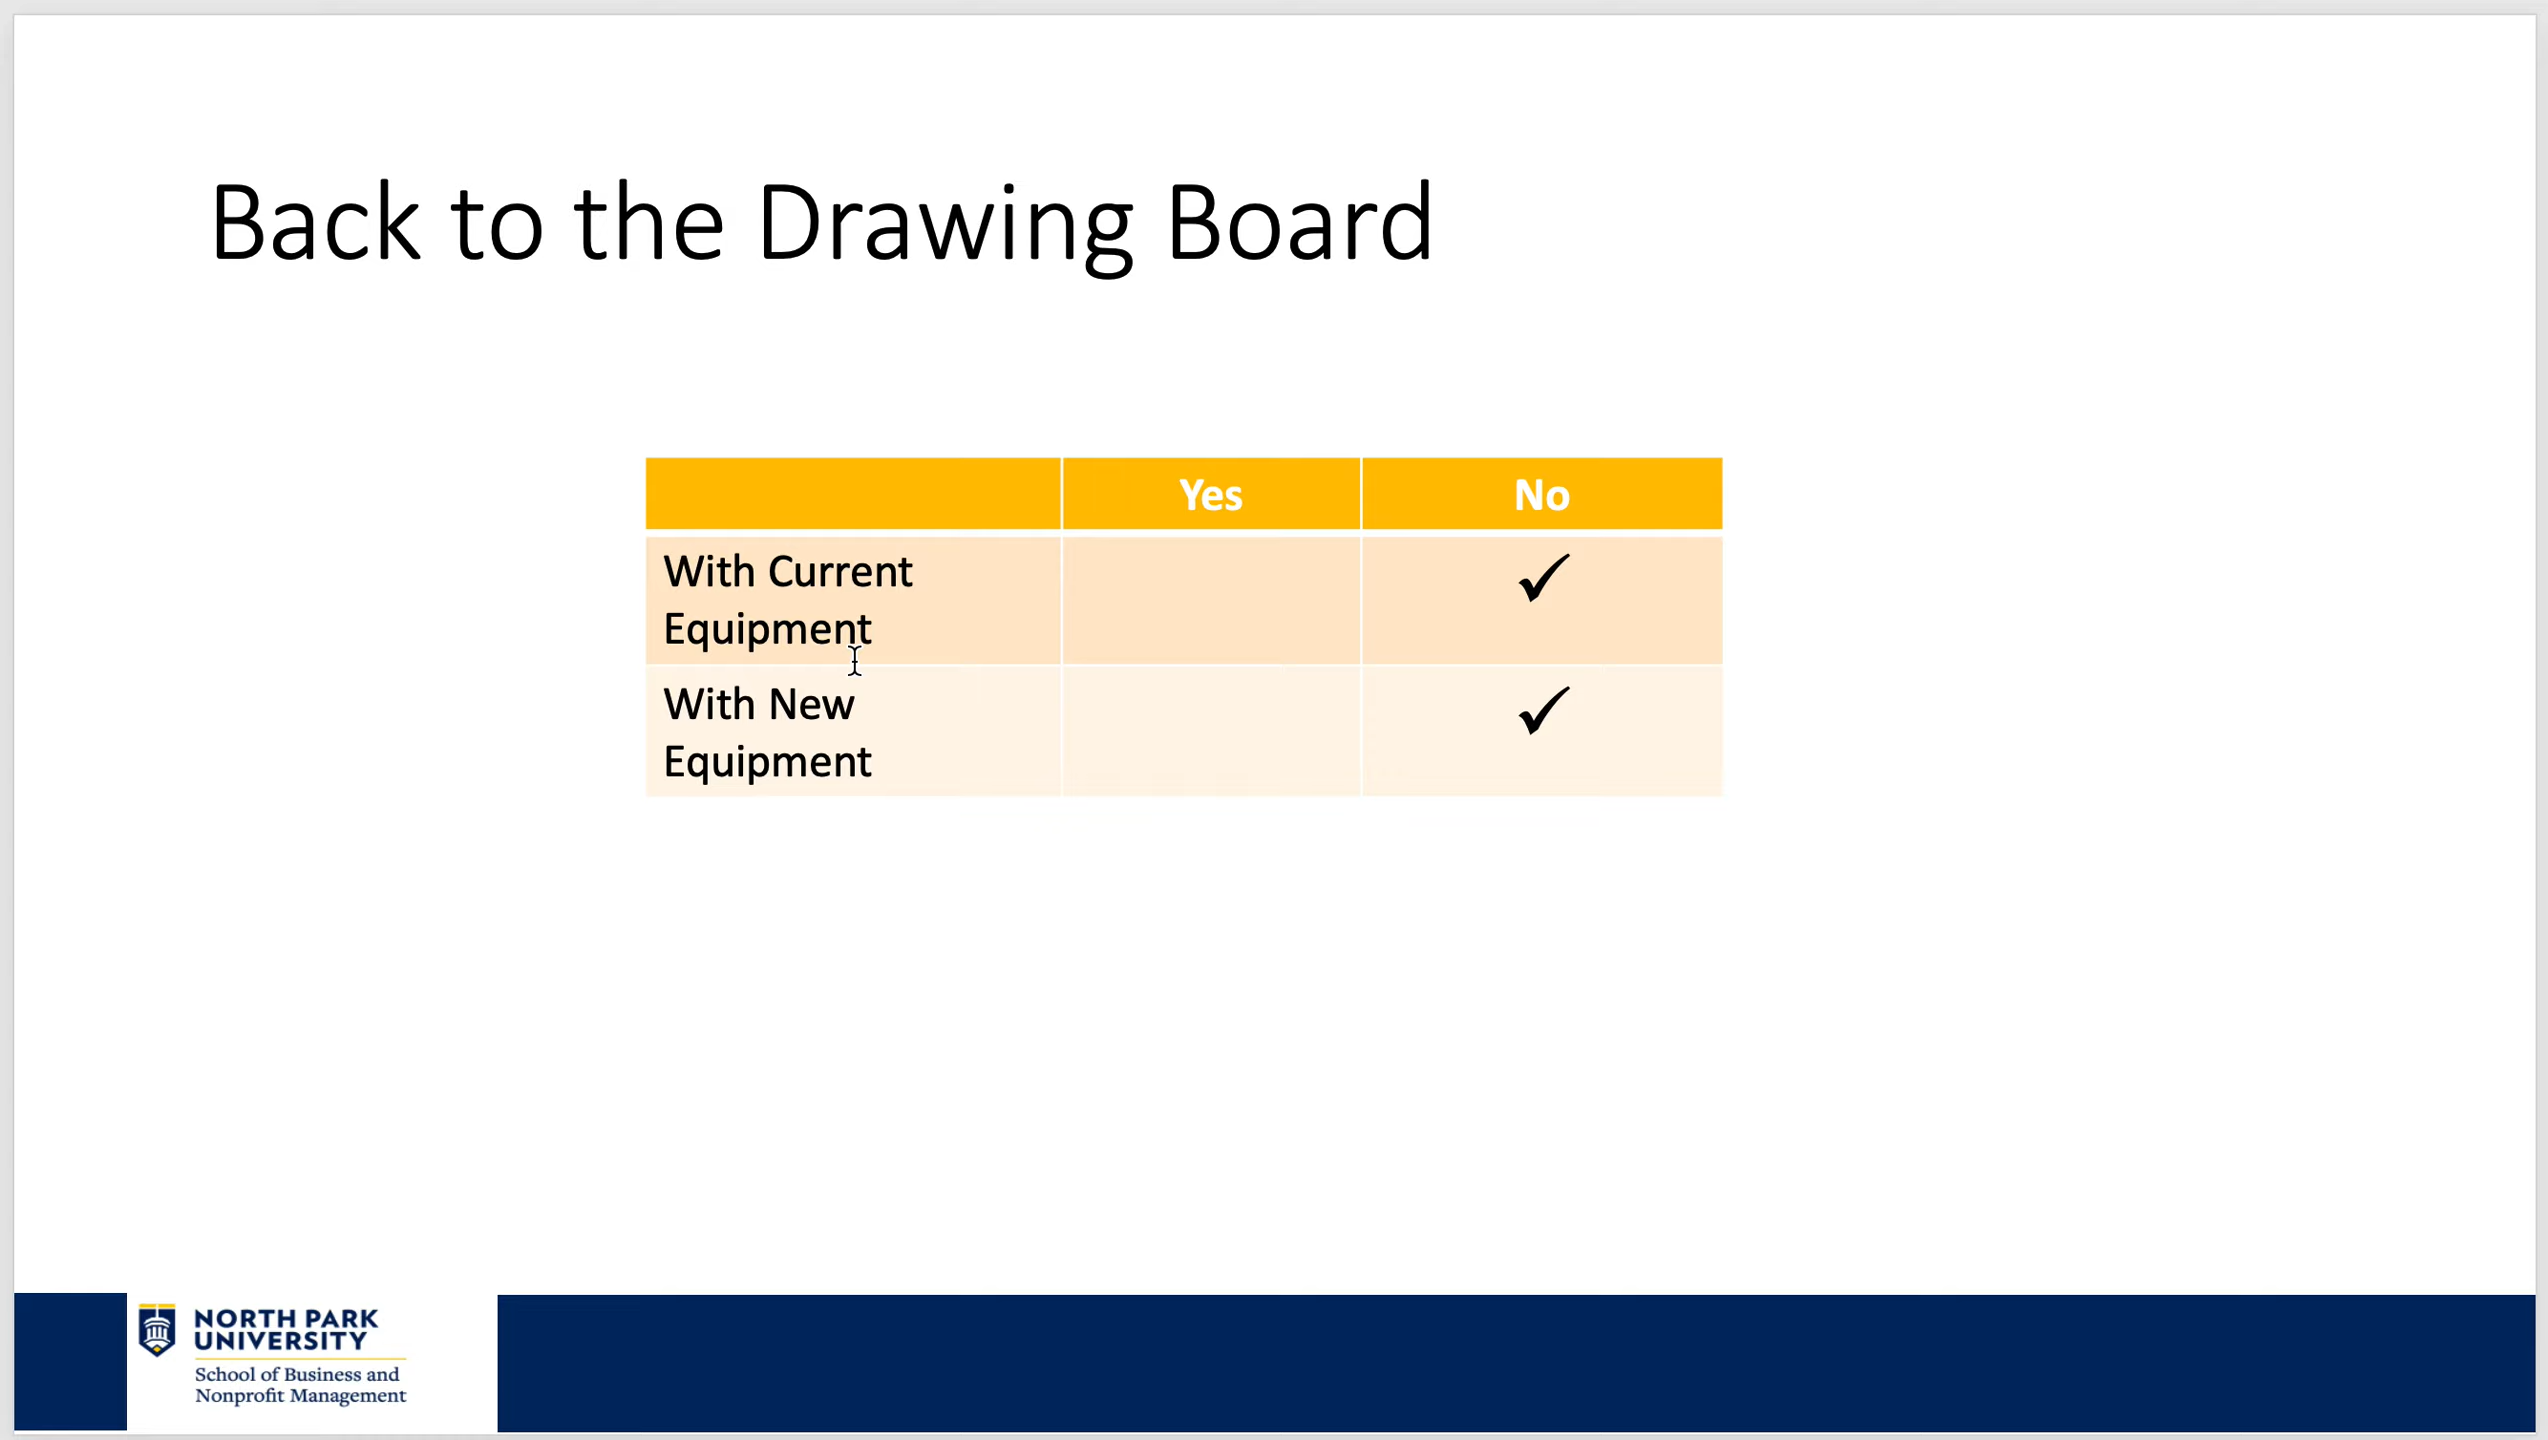 Back to the Drawing Board
Yes No
With Current ✓
Equipment
With New ✓
Equipment
NORTH PARK
UNIVERSITY
School of Business and
Nonprofit Management